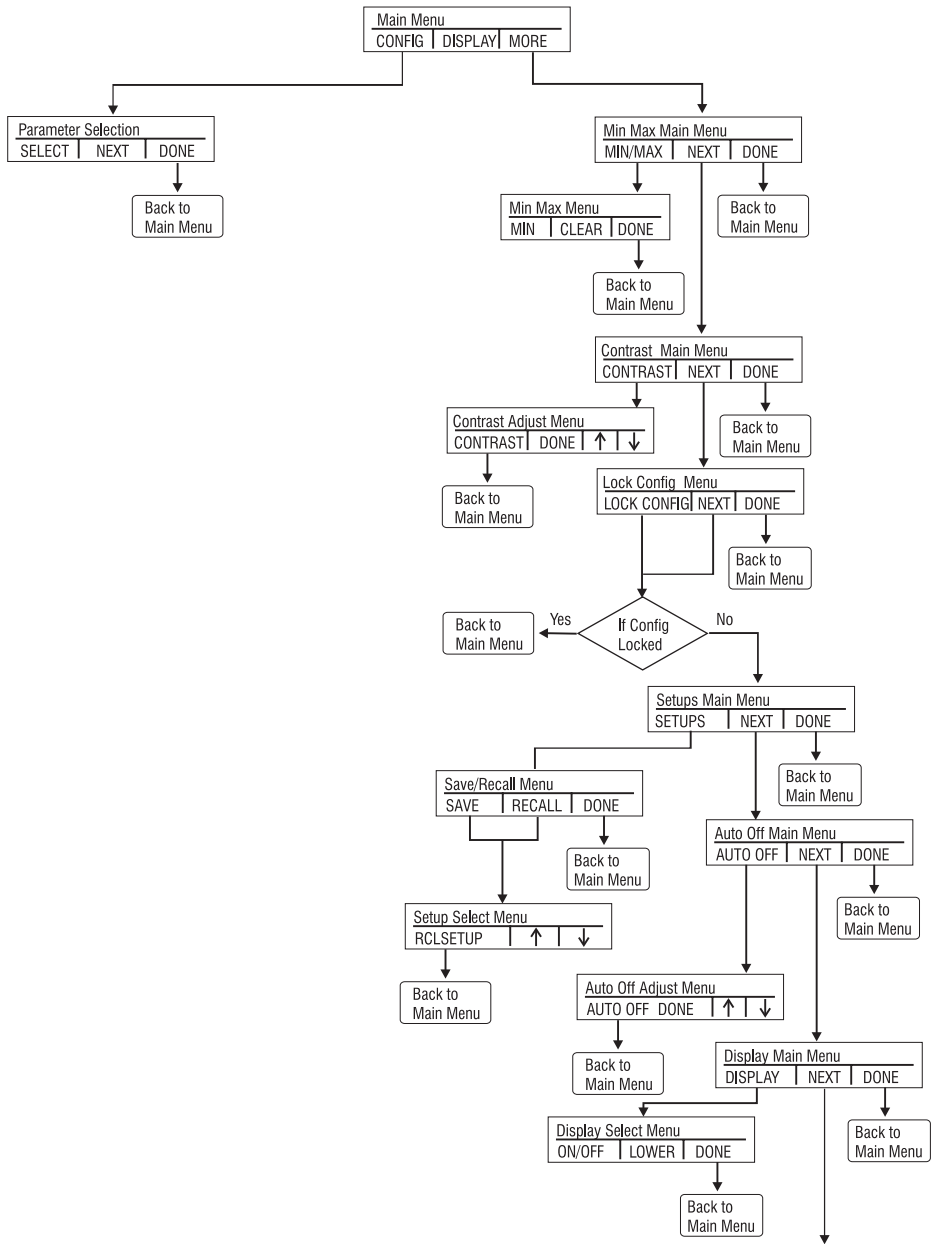 Main Menu
CONFIG DISPLAY MORE
Parameter Selection
SELECT NEXT DONE
Back to
Main Menu
Min Max Main Menu
MIN/MAX NEXT DONE
Back to
Main Menu
Min Max Menu
MIN CLEAR DONE
Back to
Main Menu
Contrast Main Menu
CONTRAST NEXT DONE
Back to
Main Menu
Contrast Adjust Menu
CONTRAST DONE ↑ ↓
Back to
Main Menu
Lock Config Menu
LOCK CONFIG NEXT DONE
Back to
Main Menu
If Config
Locked
Yes
No
Back to
Main Menu
Setups Main Menu
SETUPS NEXT DONE
Back to
Main Menu
Save/Recall Menu
SAVE RECALL DONE
Back to
Main Menu
Setup Select Menu
RCLSETUP ↑ ↓
Back to
Main Menu
Auto Off Main Menu
AUTO OFF NEXT DONE
Back to
Main Menu
Auto Off Adjust Menu
AUTO OFF DONE ↑ ↓
Back to
Main Menu
Display Main Menu
DISPLAY NEXT DONE
Back to
Main Menu
Display Select Menu
ON/OFF LOWER DONE
Back to
Main Menu